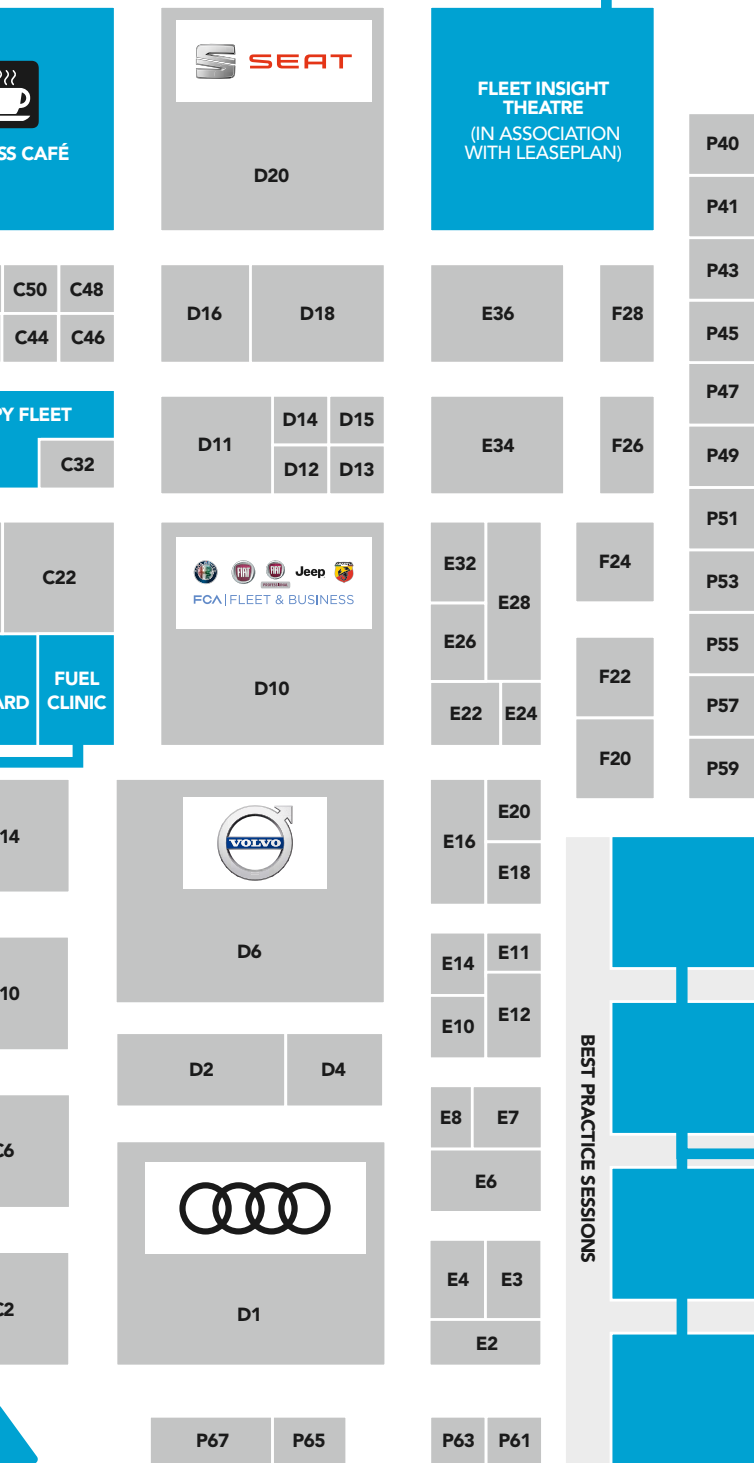 SEAT
D20
FLEET INSIGHT
THEATRE
(IN ASSOCIATION
WITH LEASEPLAN)
SS CAFÉ
P40
P41
P43
P45
P47
P49
P51
P53
P55
P57
P59
C50 C48
C44 C46
D16 D18
E36
F28
PY FLEET
C32
D11
D14 D15
D12 D13
E34
F26
C22
Jeep
FCA | FLEET & BUSINESS
D10
E32
E28
E26
E22 E24
F24
F22
F20
ARD
FUEL
CLINIC
14
VOLVO
D6
E16
E20
E18
10
E14
E11
E10
E12
D2 D4
BEST PRACTICE SESSIONS
E8 E7
E6
C6
D1
E4 E3
E2
C2
P67 P65
P63 P61